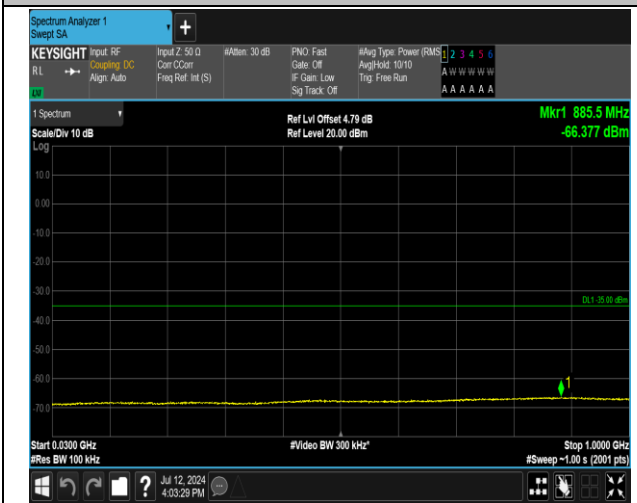 Spectrum Analyzer 1
Swept SA
+
KEYSIGHT
RL
LXI
Input: RF
Coupling: DC
Align: Auto
Input Z: 50 Ω
Corr CCorr
Freq Ref: Int (S)
#Atten: 30 dB
PNO: Fast
Gate: Off
IF Gain: Low
Sig Track: Off
#Avg Type: Power (RMS
Avg|Hold: 10/10
Trig: Free Run
1 2 3 4 5 6
A W W W W W
A A A A A A
1 Spectrum
Scale/Div 10 dB
Log
Ref Lvl Offset 4.79 dB
Ref Level 20.00 dBm
Mkr1 885.5 MHz
-66.377 dBm
10.0
0.00
-10.0
-20.0
-30.0
DL1 -35.00 dBm
-40.0
-50.0
-60.0
1
-70.0
Start 0.0300 GHz
#Res BW 100 kHz
#Video BW 300 kHz*
Stop 1.0000 GHz
#Sweep ~1.00 s (2001 pts)
?
Jul 12, 2024
4:03:29 PM